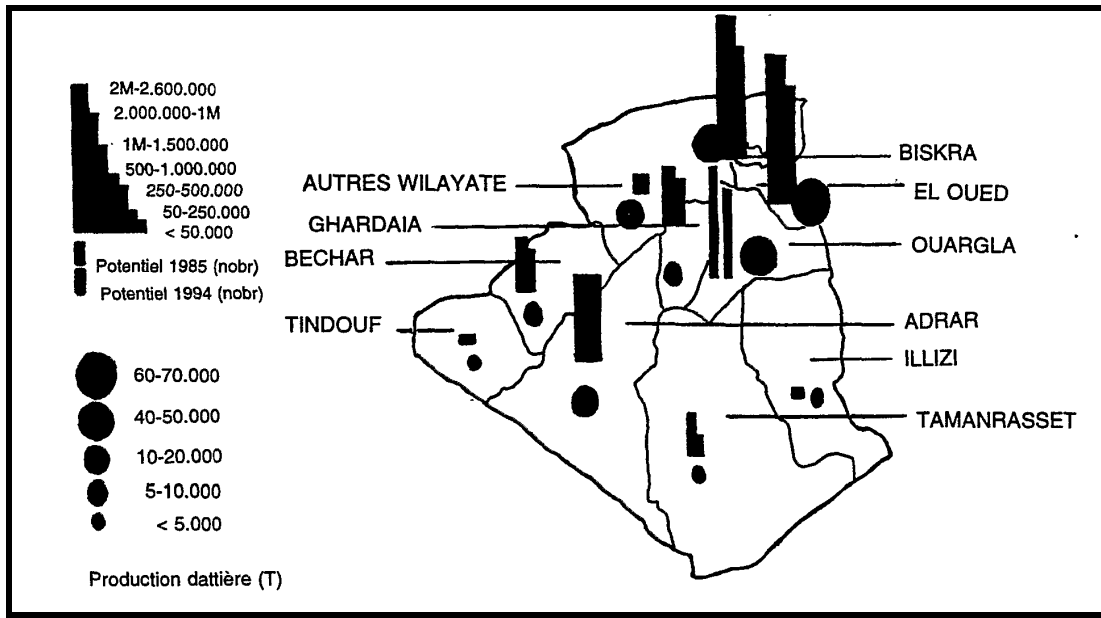 2M-2.600.000
2.000.000-1M
1M-1.500.000
500-1.000.000
250-500.000
50-250.000
< 50.000
Potentiel 1985 (nobr)
Potentiel 1994 (nobr)
60-70.000
40-50.000
10-20.000
5-10.000
< 5.000
Production dattière (T)
AUTRES WILAYATE
GHARDAIA
BECHAR
TINDOUF
BISKRA
EL OUED
OUARGLA
ADRAR
ILLIZI
TAMANRASSET